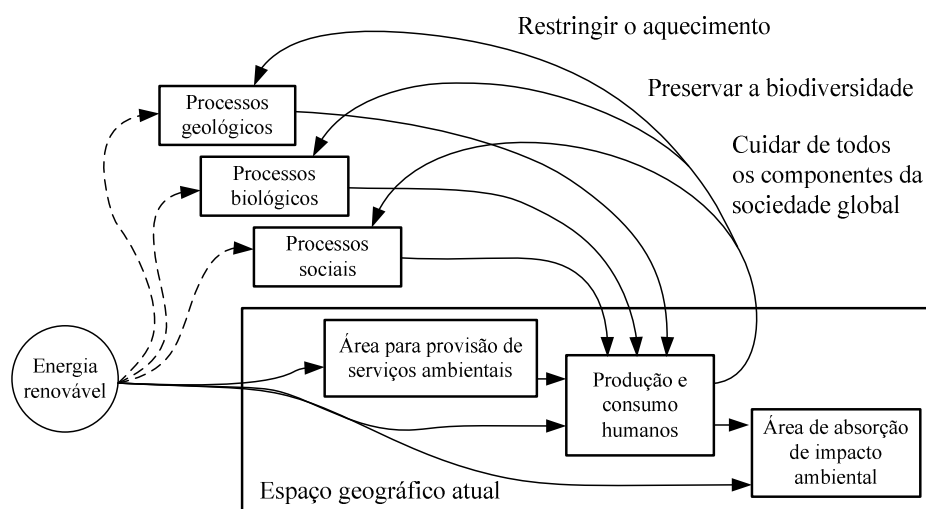 Restringir o aquecimento
Preservar a biodiversidade
Cuidar de todos
os componentes da
sociedade global
Processos
geológicos
Processos
biológicos
Processos
sociais
Energia
renovável
Área para provisão de
serviços ambientais
Produção e
consumo
humanos
Área de absorção
de impacto
ambiental
Espaço geográfico atual